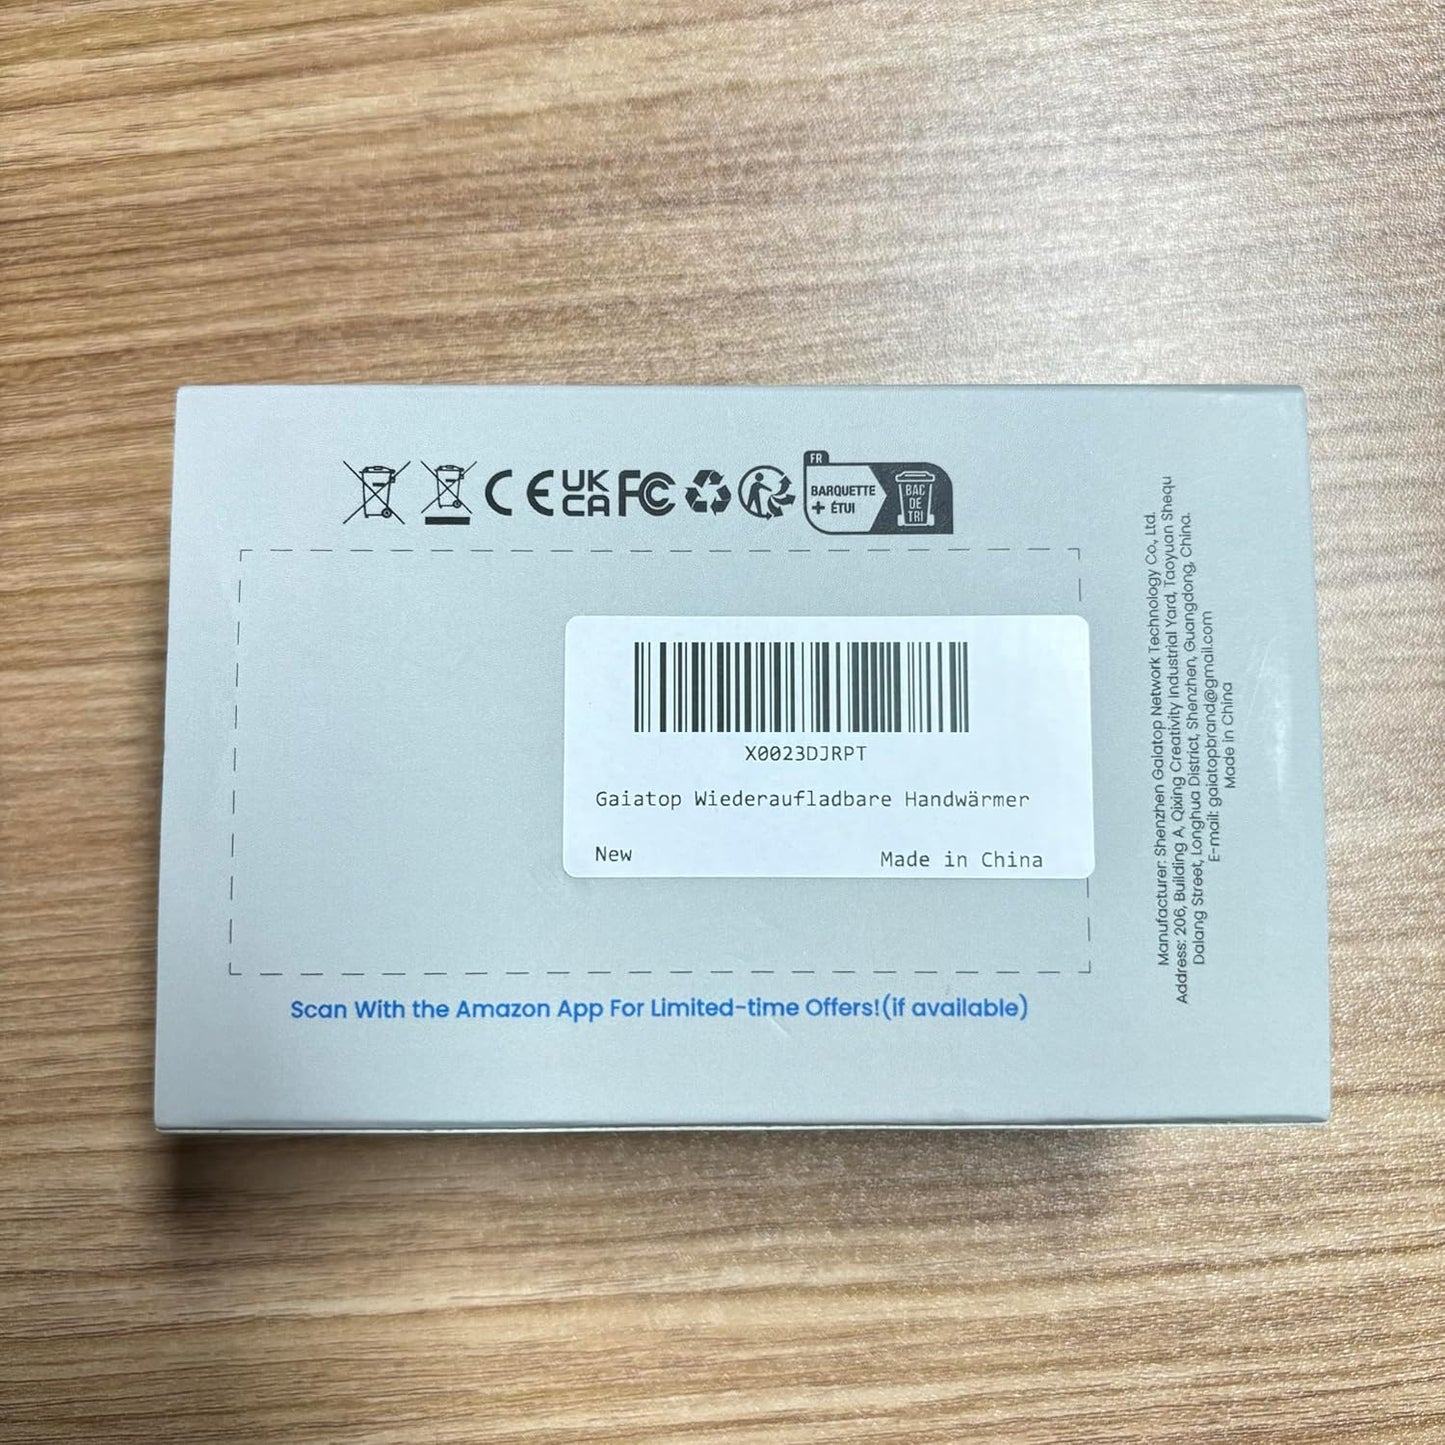 CE UK CA FC FR BARQUETTE + ÉTUI BAC DE TRI
X0023DJRPT
Gaiatop Wiederaufladbare Handwärmer
New Made in China
Scan With the Amazon App For Limited-time Offers!(if available)
Manufacturer: Shenzhen Gaiatop Network Technology Co., Ltd.
Address: 206, Building A, Qixing Creativity Industrial Yard, Taoyuan Shequ
Dalang Street, Longhua District, Shenzhen, Guangdong, China.
E-mail: gaiatopbrand@gmail.com
Made in China